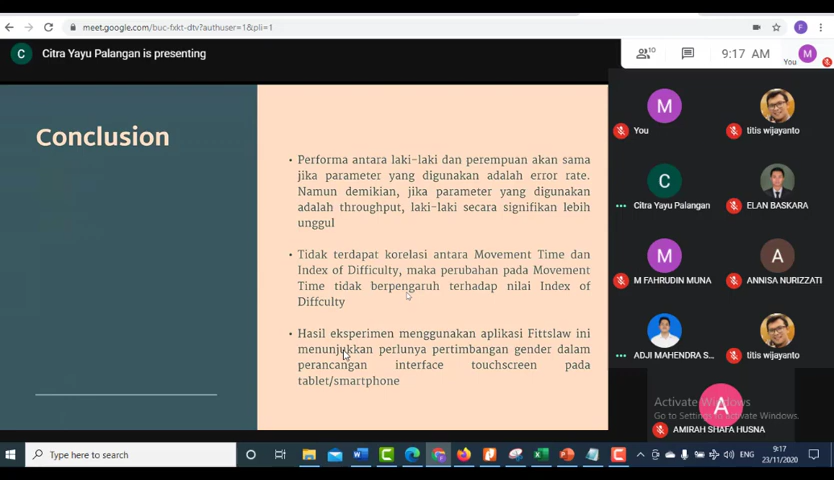 meet.google.com/buc-fxkt-dtv?authuser=1&pli=1
F
C
Citra Yayu Palangan is presenting
10
9:17 AM
You
M
Conclusion
• Performa antara laki-laki dan perempuan akan sama
jika parameter yang digunakan adalah error rate.
Namun demikian, jika parameter yang digunakan
adalah throughput, laki-laki secara signifikan lebih
unggul
• Tidak terdapat korelasi antara Movement Time dan
Index of Difficulty, maka perubahan pada Movement
Time tidak berpengaruh terhadap nilai Index of
Diffculty
• Hasil eksperimen menggunakan aplikasi Fittslaw ini
menunjukkan perlunya pertimbangan gender dalam
perancangan interface touchscreen pada
tablet/smartphone
M
You
titis wijayanto
C
Citra Yayu Palangan
ELAN BASKARA
M
M FAHRUDIN MUNA
A
ANNISA NURIZZATI
ADJI MAHENDRA S...
titis wijayanto
A
AMIRAH SHAFA HUSNA
Activate Windows
Go to Settings to activate Windows.
Type here to search
ENG
9:17
23/11/2020